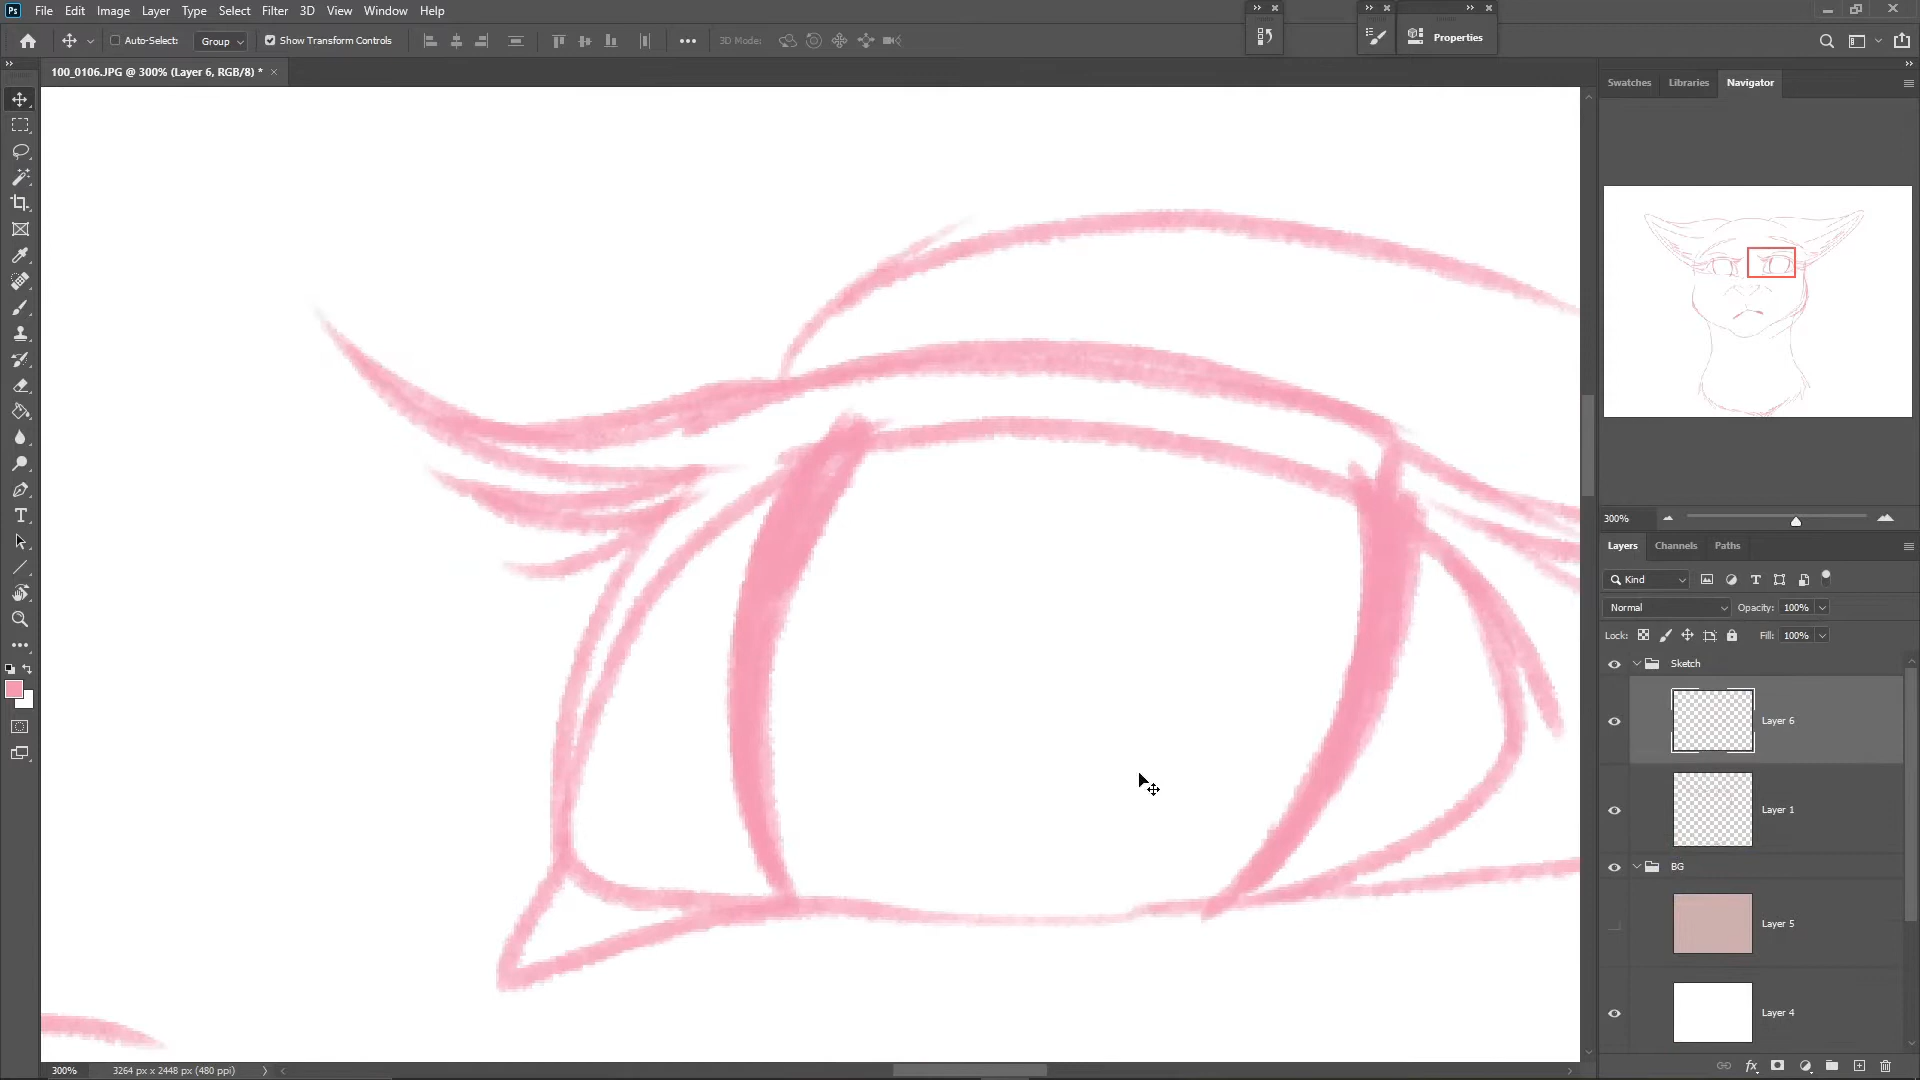 Ps File Edit Image Layer Type Select Filter 3D View Window Help
Auto-Select: Group Show Transform Controls 3D Mode: Properties
100_0106.JPG @ 300% (Layer 6, RGB/8) *
Swatches Libraries Navigator
300%
Layers Channels Paths
Kind
Normal Opacity: 100%
Lock: Fill: 100%
Sketch
Layer 6
Layer 1
BG
Layer 5
Layer 4
300% 3264 px x 2448 px (480 ppi)